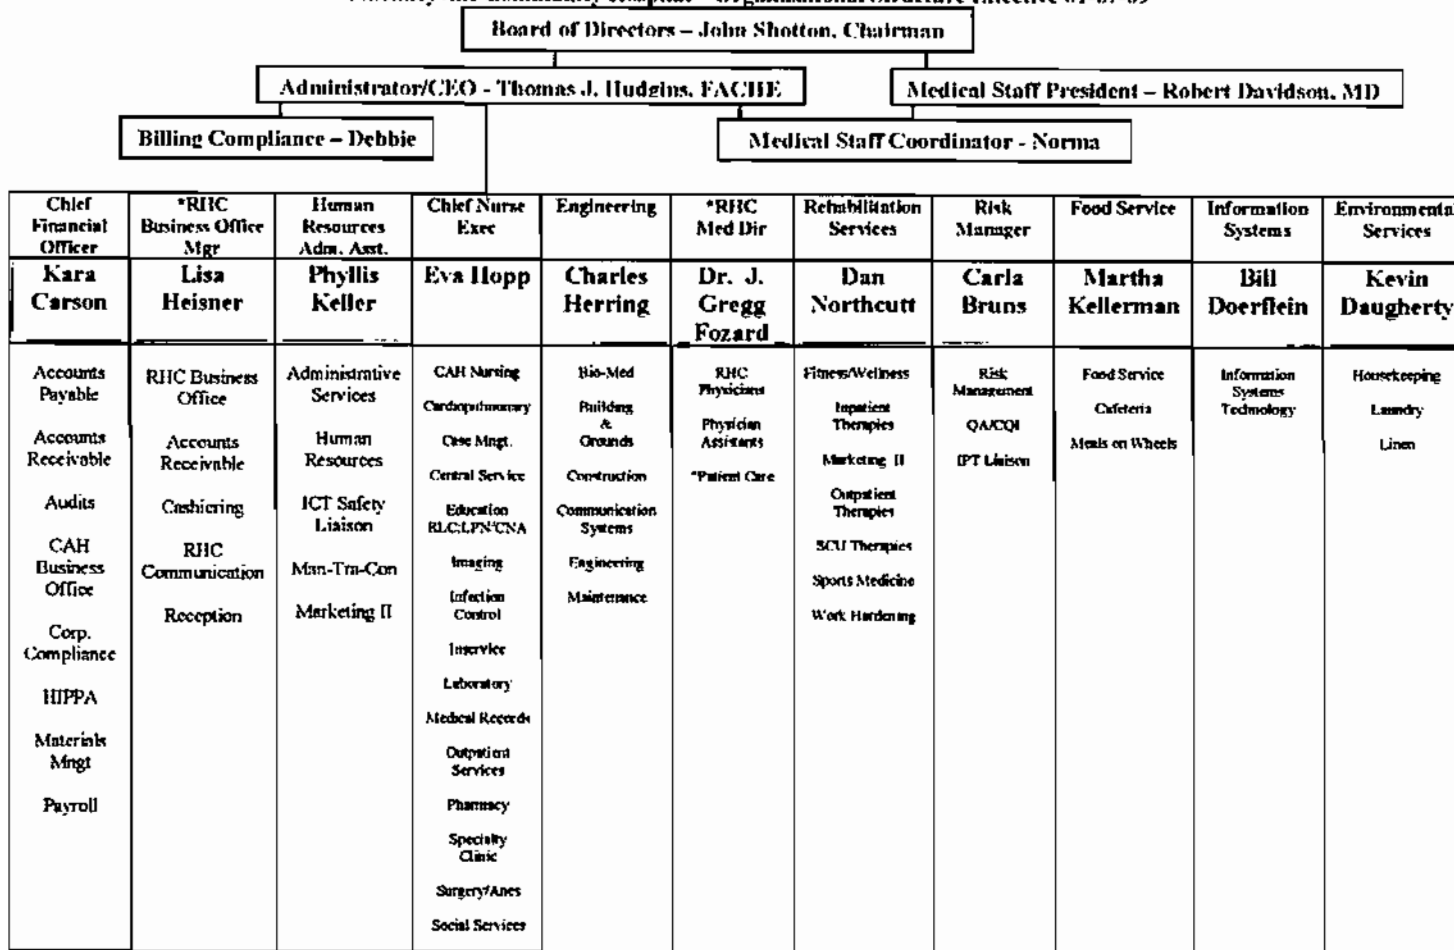 Board of Directors – John Shotton, Chairman
Administrator/CEO - Thomas J. Hudgins, FACHE
Medical Staff President – Robert Davidson, MD
Billing Compliance – Debbie
Medical Staff Coordinator - Norma
Chief
Financial
Officer
*RHC
Business Office
Mgr
Human
Resources
Adm. Asst.
Chief Nurse
Exec
Engineering
*RHC
Med Dir
Rehabilitation
Services
Risk
Manager
Food Service
Information
Systems
Environmental
Services
Kara
Carson
Lisa
Heisner
Phyllis
Keller
Eva Hopp
Charles
Herring
Dr. J.
Gregg
Fozard
Dan
Northcutt
Carla
Bruns
Martha
Kellerman
Bill
Doerflein
Kevin
Daugherty
Accounts
Payable
Accounts
Receivable
Audits
CAH
Business
Office
Corp.
Compliance
HIPPA
Materials
Mngt
Payroll
RHC Business
Office
Accounts
Receivable
Cashiering
RHC
Communication
Reception
Administrative
Services
Human
Resources
ICT Safety
Liaison
Man-Tra-Con
Marketing II
CAH Nursing
Cardiopulmonary
Case Mngt.
Central Service
Education
RLC/LPN/CNA
Imaging
Infection
Control
Inservice
Laboratory
Medical Records
Outpatient
Services
Pharmacy
Specialty
Clinic
Surgery/Anes
Social Services
Bio-Med
Building
&
Grounds
Construction
Communication
Systems
Engineering
Maintenance
RHC
Physicians
Physician
Assistants
*Patient Care
Fitness/Wellness
Inpatient
Therapies
Marketing II
Outpatient
Therapies
SCU Therapies
Sports Medicine
Work Hardening
Risk
Management
QA/CQI
IPT Liaison
Food Service
Cafeteria
Meals on Wheels
Information
Systems
Technology
Housekeeping
Laundry
Linen